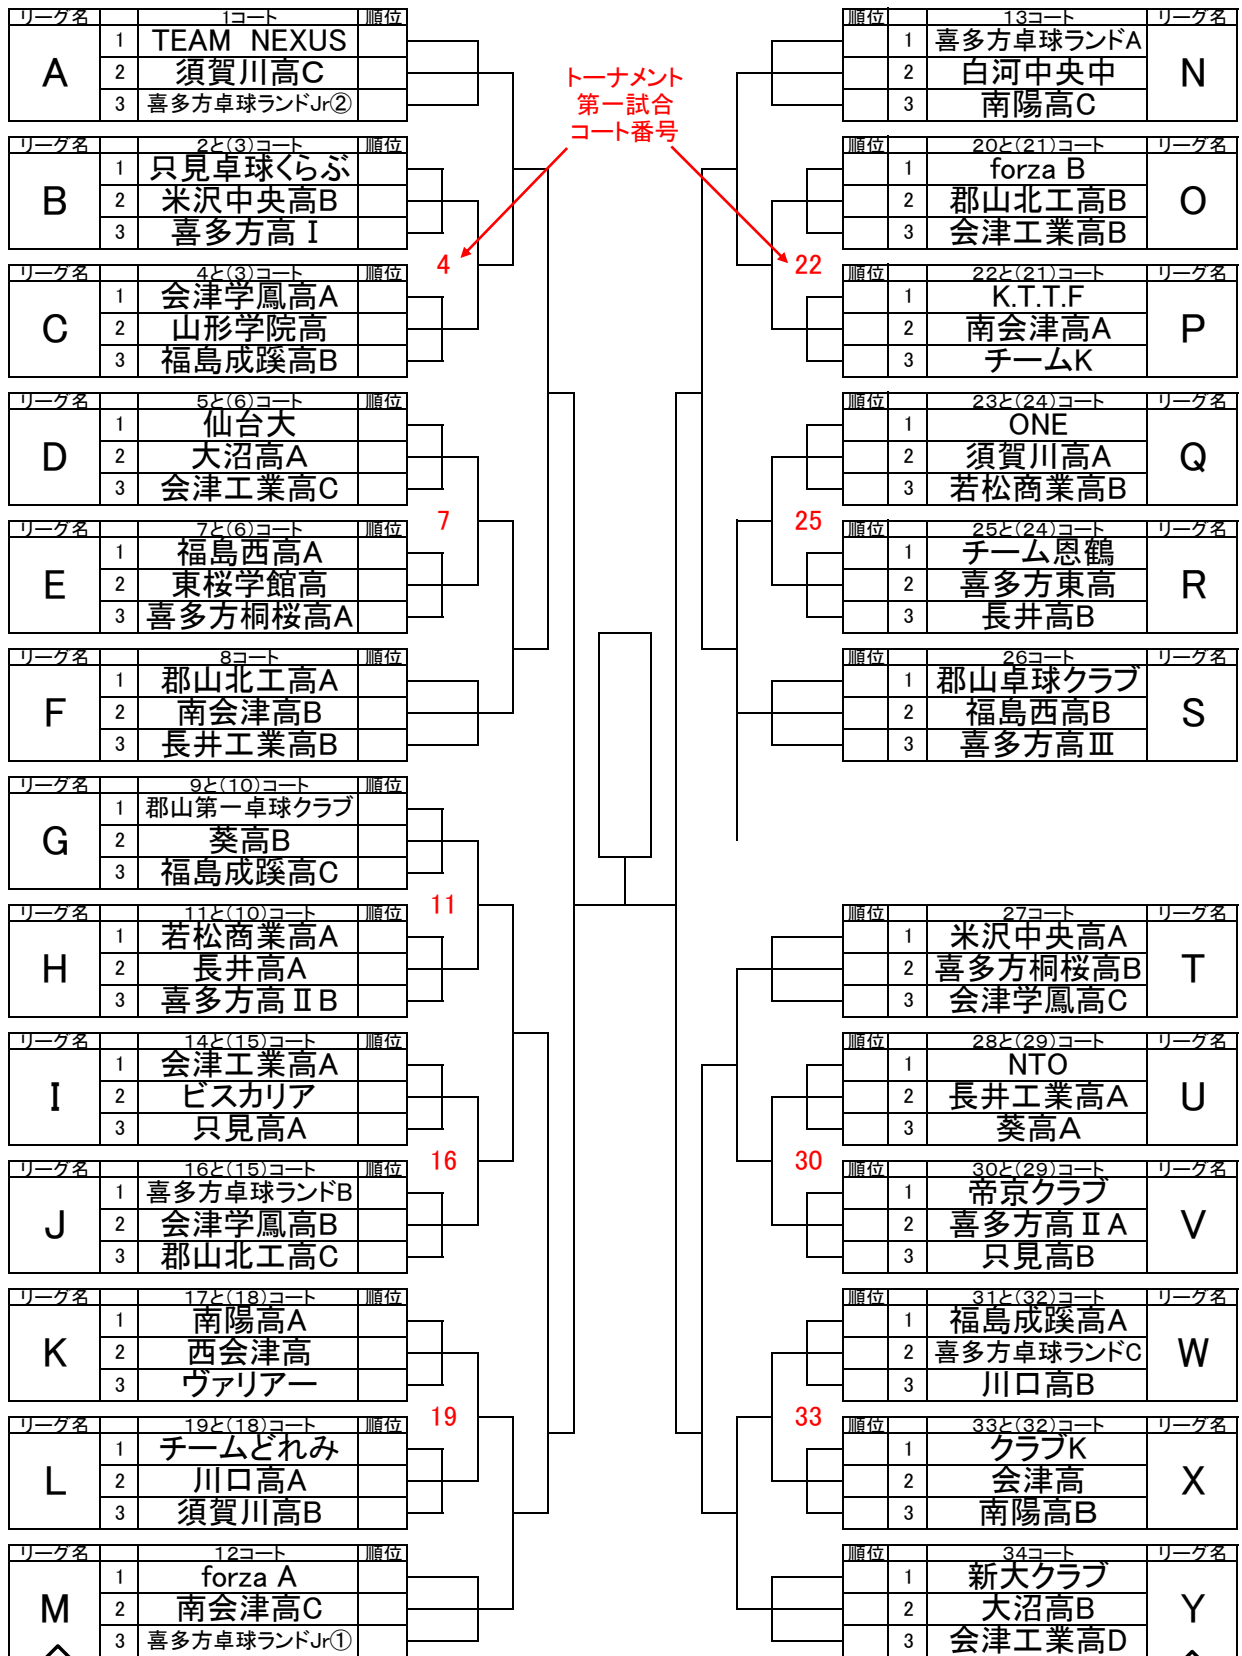 リーグ名 1コート 順位
A
1 TEAM NEXUS
2 須賀川高C
3 喜多方卓球ランドJr②
リーグ名 2と(3)コート 順位
B
1 只見卓球くらぶ
2 米沢中央高B
3 喜多方高Ⅰ
リーグ名 4と(3)コート 順位
C
1 会津学鳳高A
2 山形学院高
3 福島成蹊高B
リーグ名 5と(6)コート 順位
D
1 仙台大
2 大沼高A
3 会津工業高C
リーグ名 7と(6)コート 順位
E
1 福島西高A
2 東桜学館高
3 喜多方桐桜高A
リーグ名 8コート 順位
F
1 郡山北工高A
2 南会津高B
3 長井工業高B
リーグ名 9と(10)コート 順位
G
1 郡山第一卓球クラブ
2 葵高B
3 福島成蹊高C
リーグ名 11と(10)コート 順位
H
1 若松商業高A
2 長井高A
3 喜多方高ⅡB
リーグ名 14と(15)コート 順位
I
1 会津工業高A
2 ビスカリア
3 只見高A
リーグ名 16と(15)コート 順位
J
1 喜多方卓球ランドB
2 会津学鳳高B
3 郡山北工高C
リーグ名 17と(18)コート 順位
K
1 南陽高A
2 西会津高
3 ヴァリアー
リーグ名 19と(18)コート 順位
L
1 チームどれみ
2 川口高A
3 須賀川高B
リーグ名 12コート 順位
M
1 forza A
2 南会津高C
3 喜多方卓球ランドJr①
トーナメント
第一試合
コート番号
4
7
11
16
19
22
25
30
33
順位 13コート リーグ名
N
1 喜多方卓球ランドA
2 白河中央中
3 南陽高C
順位 20と(21)コート リーグ名
O
1 forza B
2 郡山北工高B
3 会津工業高B
順位 22と(21)コート リーグ名
P
1 K.T.T.F
2 南会津高A
3 チームK
順位 23と(24)コート リーグ名
Q
1 ONE
2 須賀川高A
3 若松商業高B
順位 25と(24)コート リーグ名
R
1 チーム恩鶴
2 喜多方東高
3 長井高B
順位 26コート リーグ名
S
1 郡山卓球クラブ
2 福島西高B
3 喜多方高Ⅲ
順位 27コート リーグ名
T
1 米沢中央高A
2 喜多方桐桜高B
3 会津学鳳高C
順位 28と(29)コート リーグ名
U
1 NTO
2 長井工業高A
3 葵高A
順位 30と(29)コート リーグ名
V
1 帝京クラブ
2 喜多方高ⅡA
3 只見高B
順位 31と(32)コート リーグ名
W
1 福島成蹊高A
2 喜多方卓球ランドC
3 川口高B
順位 33と(32)コート リーグ名
X
1 クラブK
2 会津高
3 南陽高B
順位 34コート リーグ名
Y
1 新大クラブ
2 大沼高B
3 会津工業高D